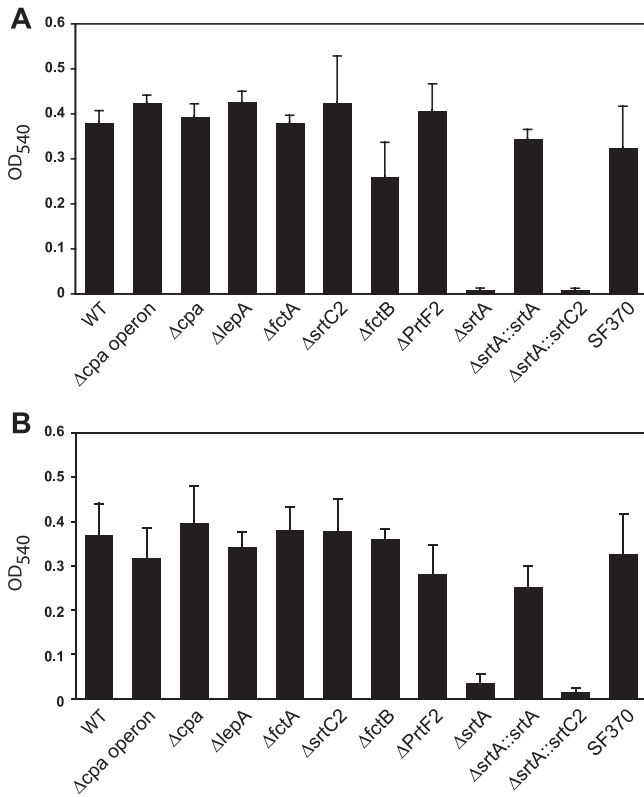 A
0.6
0.5
0.4
0.3
0.2
0.1
0
OD540
WT
Δcpa operon
Δcpa
ΔlepA
ΔfctA
ΔsrtC2
ΔfctB
ΔPrtF2
ΔsrtA
ΔsrtA::srtA
ΔsrtA::srtC2
SF370
B
0.6
0.5
0.4
0.3
0.2
0.1
0
OD540
WT
Δcpa operon
Δcpa
ΔlepA
ΔfctA
ΔsrtC2
ΔfctB
ΔPrtF2
ΔsrtA
ΔsrtA::srtA
ΔsrtA::srtC2
SF370